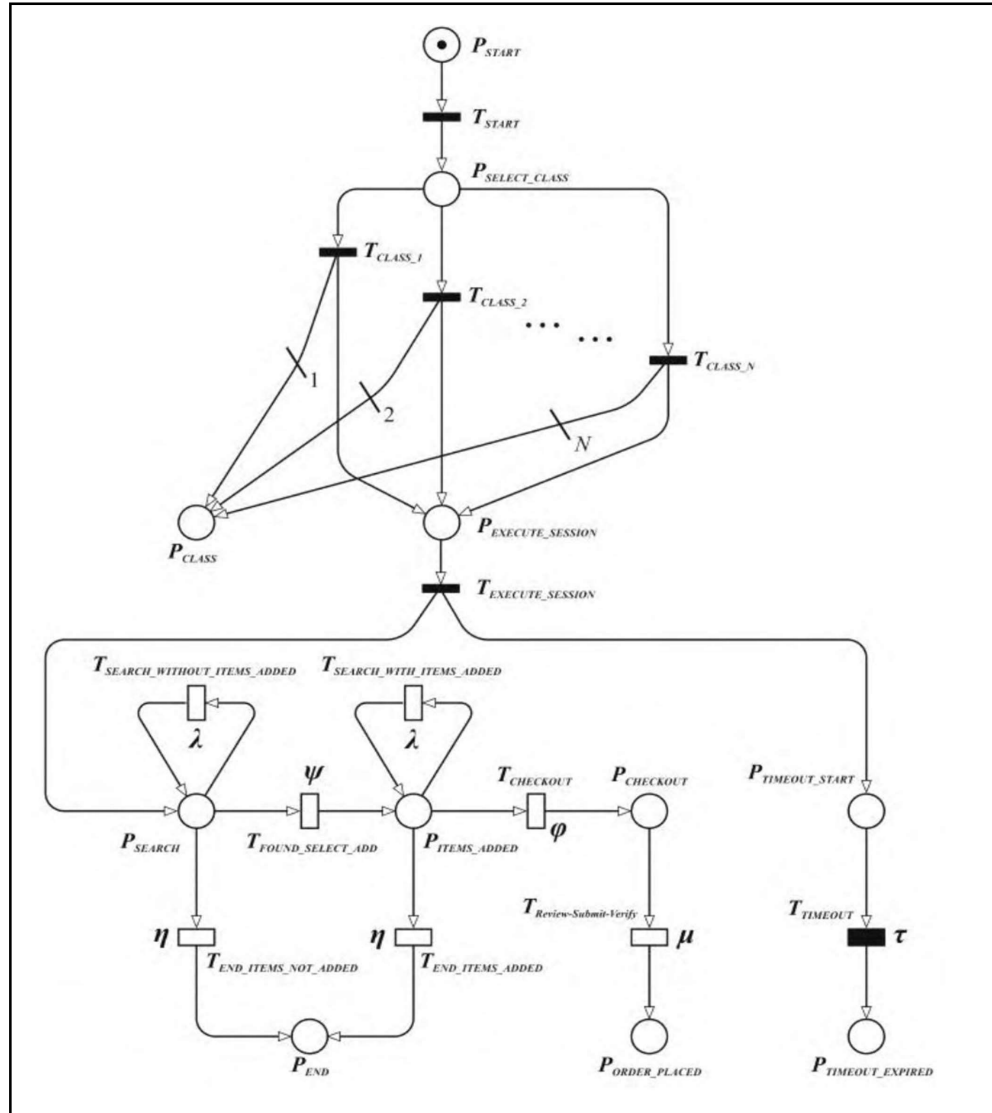 P_START
T_START
P_SELECT_CLASS
T_CLASS_1
T_CLASS_2
... ...
T_CLASS_N
1
2
N
P_EXECUTE_SESSION
P_CLASS
T_EXECUTE_SESSION
T_SEARCH_WITHOUT_ITEMS_ADDED T_SEARCH_WITH_ITEMS_ADDED
λ λ
ψ T_CHECKOUT P_CHECKOUT P_TIMEOUT_START
φ
P_SEARCH T_FOUND_SELECT_ADD P_ITEMS_ADDED
T_Review-Submit-Verify T_TIMEOUT
η η μ τ
T_END_ITEMS_NOT_ADDED T_END_ITEMS_ADDED
P_END P_ORDER_PLACED P_TIMEOUT_EXPIRED